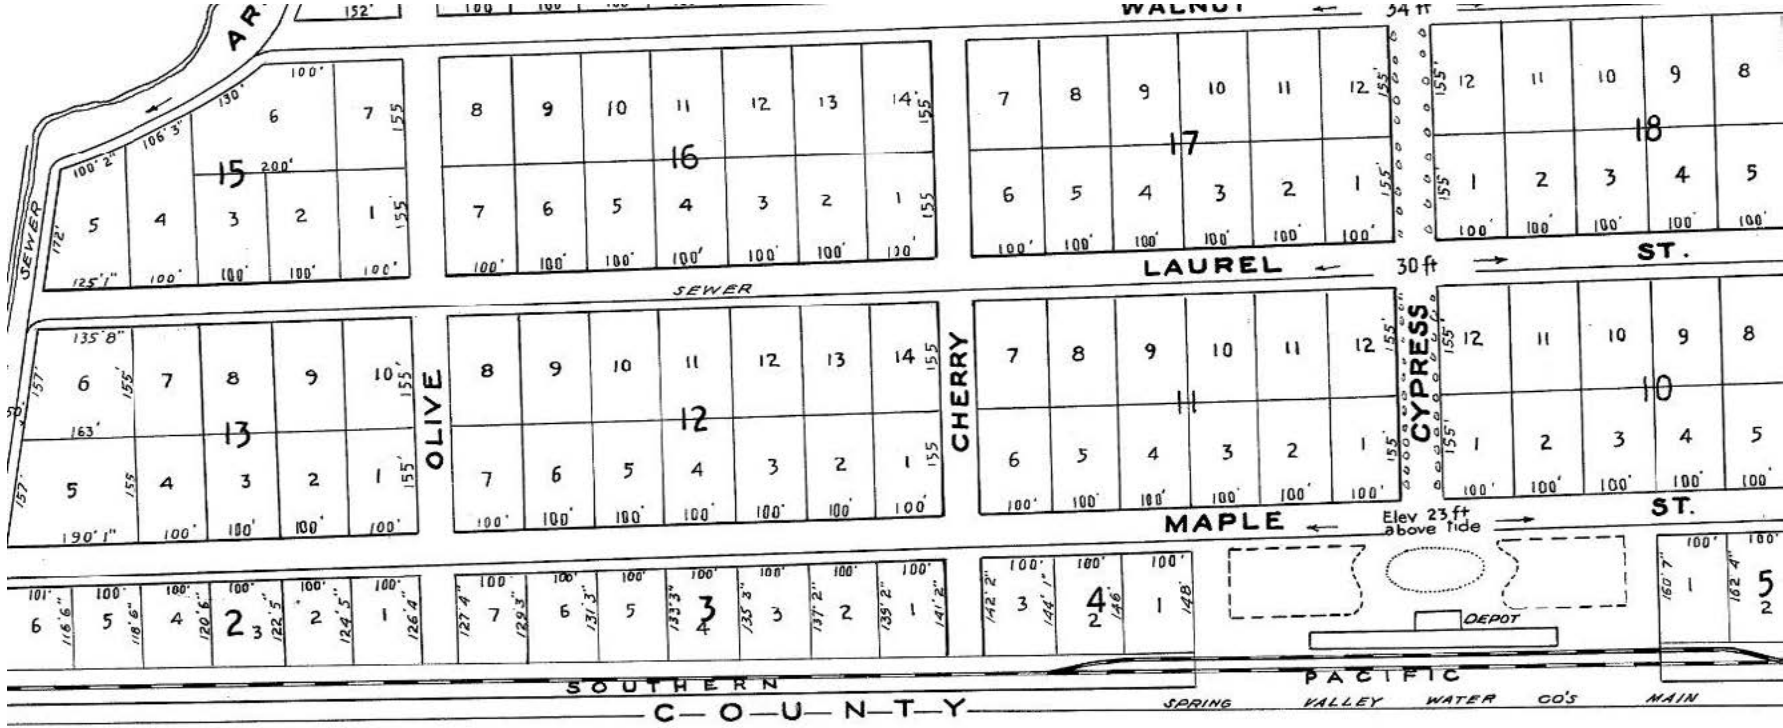 AR
152'
100 100
WALNUT
34 ft
100' 130'
6 7 155
106' 3"
100' 2"
15 200'
5 4 3 2 1 155'
172'
SEWER
125' 1" 100' 100' 100' 100'
8 9 10 11 12 13 14 155
16
7 6 5 4 3 2 1 155
100' 100' 100' 100' 100' 100' 100'
7 8 9 10 11 12 155'
17
6 5 4 3 2 1 155'
100' 100' 100' 100' 100' 100'
155' 12 11 10 9 8
18
155' 1 2 3 4 5
100 100' 100' 100' 100'
LAUREL 30 ft ST.
SEWER
135' 8"
157' 6 155' 7 8 9 10 155'
50'
163' 13
157' 5 155 4 3 2 1 155'
190' 1" 100' 100' 100' 100'
OLIVE
8 9 10 11 12 13 14 155
12
7 6 5 4 3 2 1 155
100' 100' 100' 100' 100' 100' 100'
CHERRY
7 8 9 10 11 12 155'
11
6 5 4 3 2 1 155'
100' 100' 100' 100' 100' 100'
CYPRESS
155' 12 11 10 9 8
10
155' 1 2 3 4 5
100' 100' 100' 100' 100'
MAPLE Elev 23 ft above tide ST.
101' 100' 100' 100' 100' 100'
6 116' 6" 5 118' 6" 4 120' 6" 2 3 122' 5" 2 124' 5" 1 126' 4"
100' 100' 100' 100' 100' 100' 100'
127' 4" 7 129' 3" 6 131' 3" 5 133' 3" 3 4 135' 3" 3 137' 2" 2 139' 2" 1 141' 2"
100' 100' 100'
142' 2" 3 144' 1" 4 2 146' 1 148'
DEPOT
100' 100'
160' 7" 1 162' 4" 5 2
SOUTHERN PACIFIC
COUNTY
SPRING VALLEY WATER CO'S MAIN